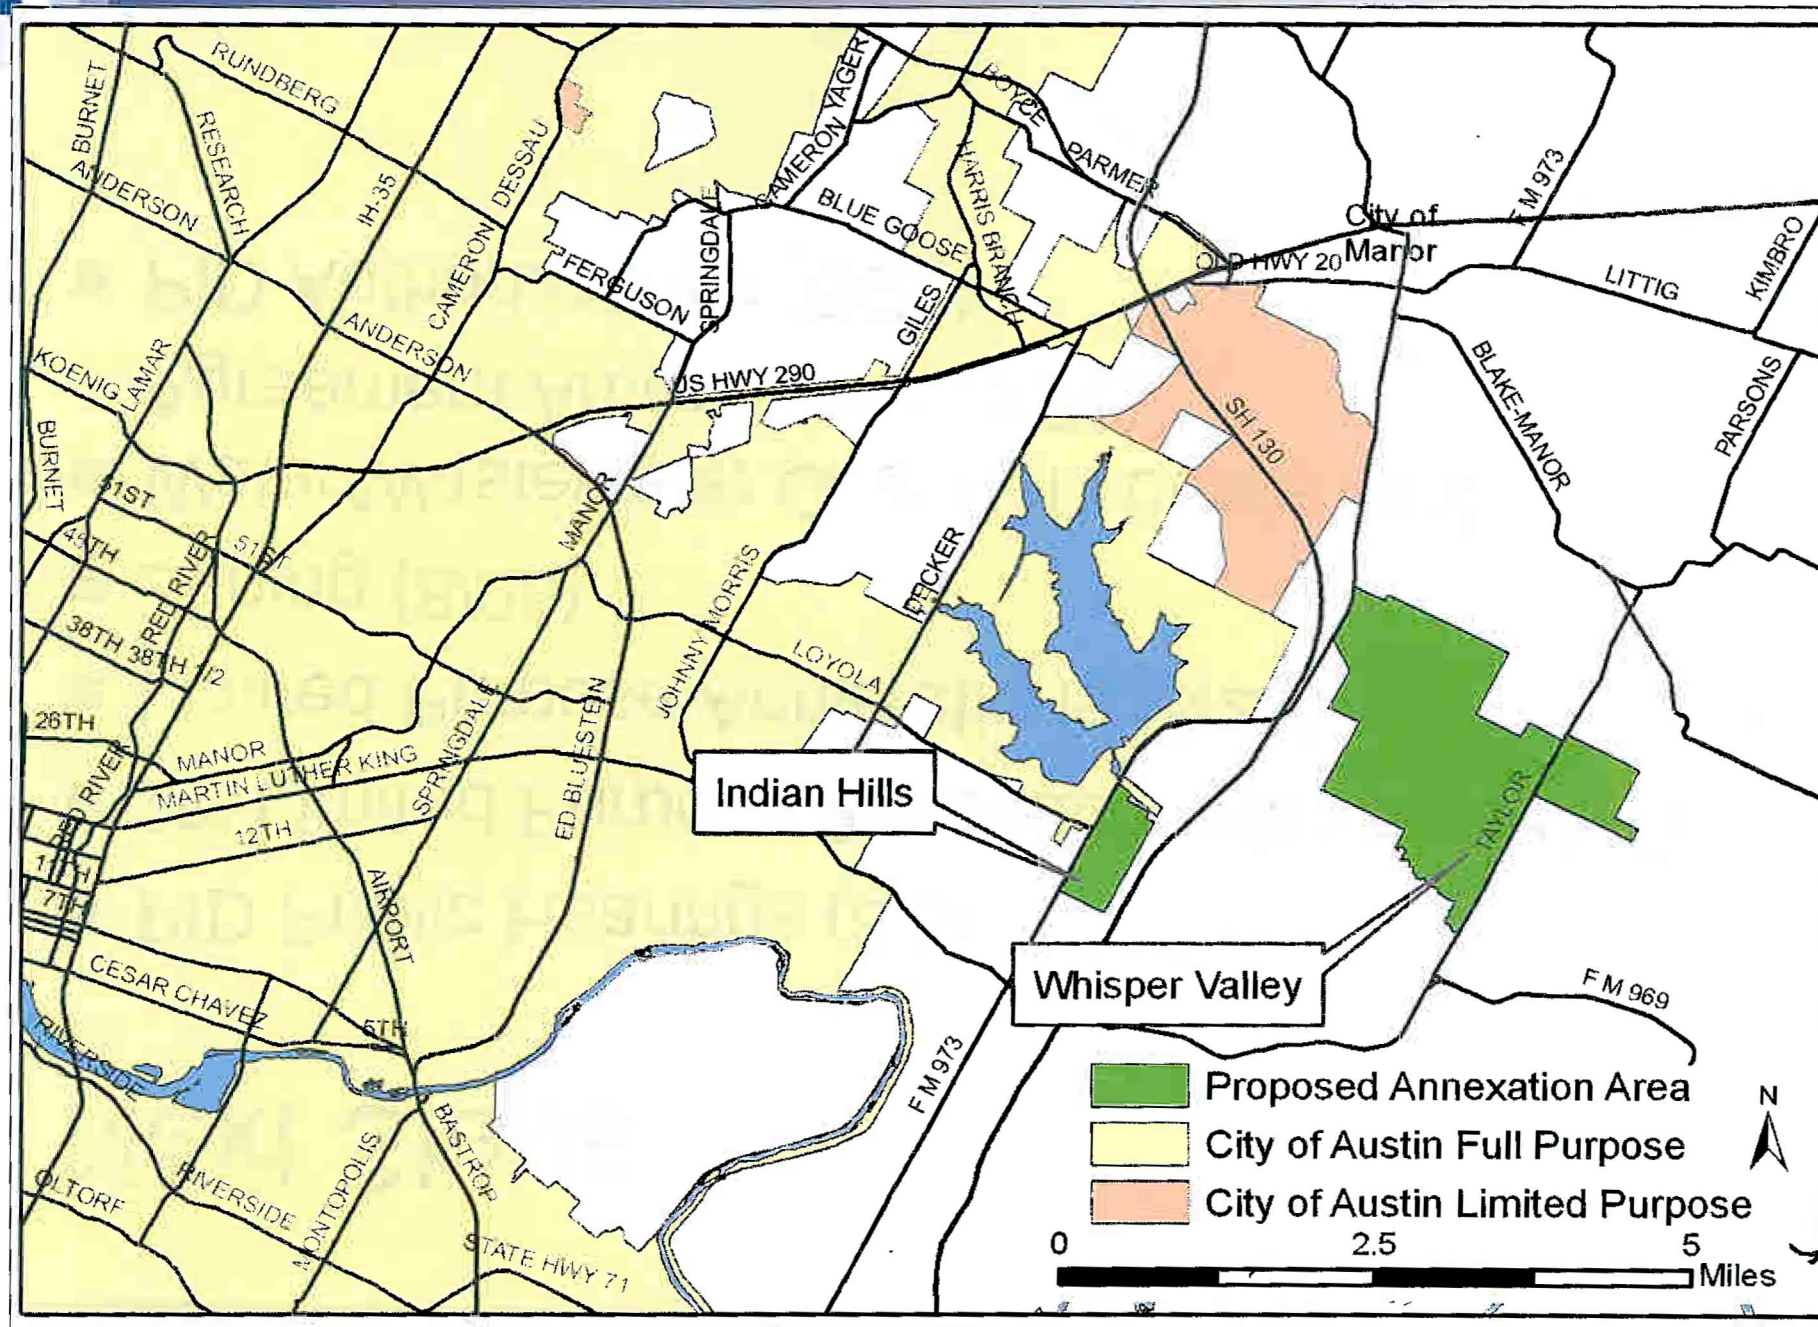 RUNDBERG
BURNET
RESEARCH
ANDERSON
IH-35
DESSAU
CAMERON
YAGER
CAMERON
BOYCE
PARMER
HARRIS BRANCH
BLUE GOOSE
SPRINGDALE
FERGUSON
CAMERON
ANDERSON
GILES
City of
Manor
OLD HWY 20
F M 973
LITTIG
KIMBRO
KOENIG
LAMAR
US HWY 290
BURNET
SH 130
BLAKE-MANOR
PARSONS
51ST
45TH
RED RIVER
51ST
MANOR
JOHNNY MORRIS
DECKER
LOYOLA
38TH
38TH 1/2
26TH
MANOR
MARTIN LUTHER KING
SPRINGDALE
ED BLUESTEIN
RED RIVER
12TH
11TH
7TH
AIRPORT
Indian Hills
TAYLOR
Whisper Valley
F M 969
CESAR CHAVEZ
5TH
RIVERSIDE
F M 973
BASTROP
MONTOPOLIS
OLTORF
RIVERSIDE
STATE HWY 71
Proposed Annexation Area
City of Austin Full Purpose
City of Austin Limited Purpose
N
0 2.5 5
Miles